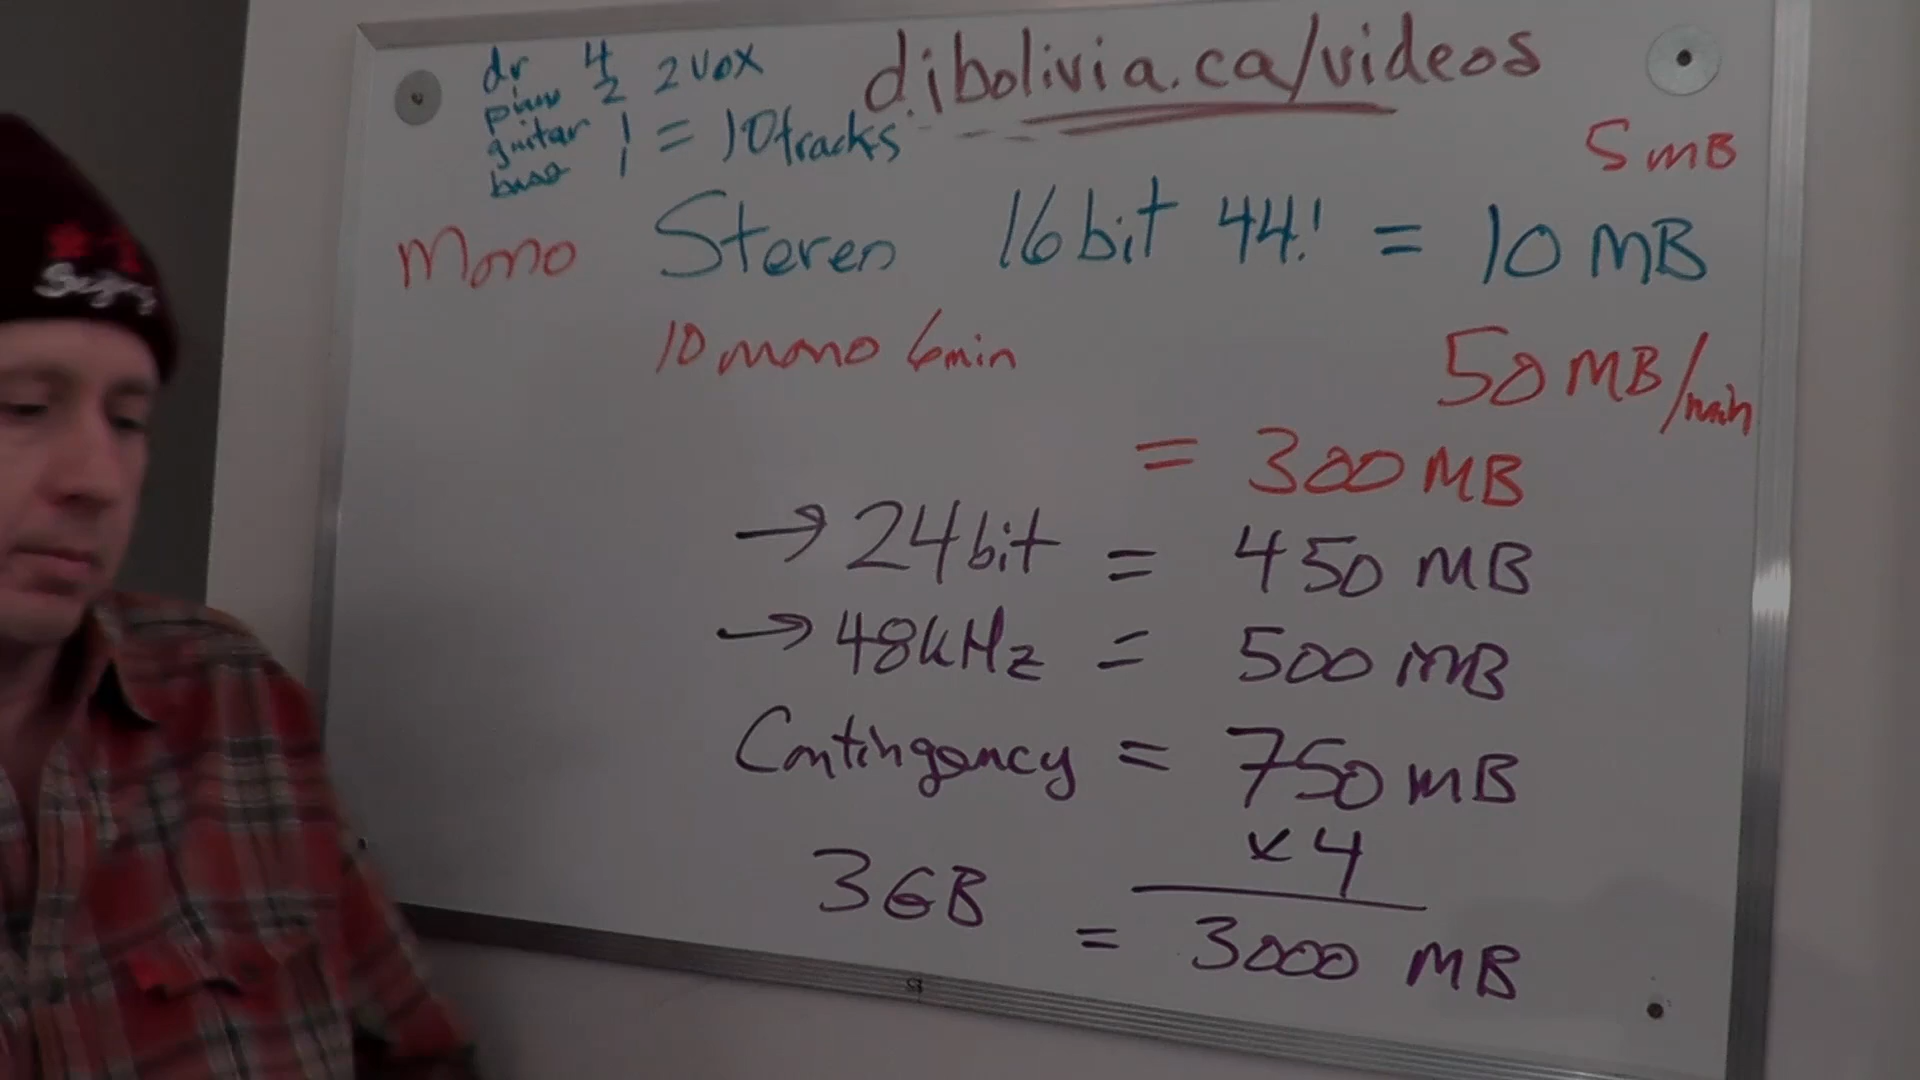 dr 4 2 vox
piano 2
guitar 1 = 10 tracks
bass 1
dibolivia.ca/videos
5 MB
Mono Stereo 16 bit 44.1 = 10 MB
10 mono 6 min
50 MB/min
= 300 MB
→ 24 bit = 450 MB
→ 48 kHz = 500 MB
Contingency = 750 MB
x 4
3 GB = 3000 MB